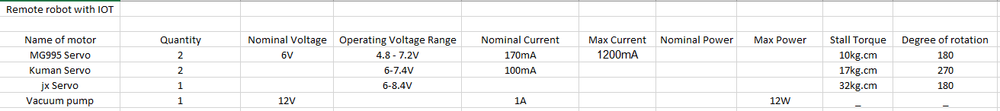 Remote robot with IOT
Name of motor Quantity Nominal Voltage Operating Voltage Range Nominal Current Max Current Nominal Power Max Power Stall Torque Degree of rotation
MG995 Servo 2 6V 4.8 - 7.2V 170mA 1200mA 10kg.cm 180
Kuman Servo 2 6-7.4V 100mA 17kg.cm 270
jx Servo 1 6-8.4V 32kg.cm 180
Vacuum pump 1 12V 1A 12W _ _